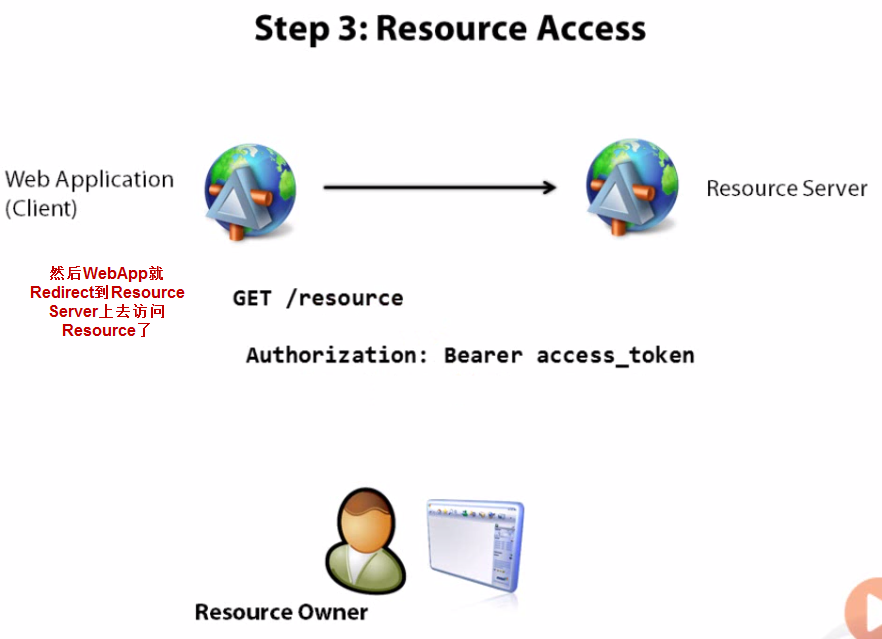 Step 3: Resource Access
Web Application
(Client)
Resource Server
然后WebApp就
Redirect到Resource
Server上去访问
Resource了
GET /resource
Authorization: Bearer access_token
Resource Owner